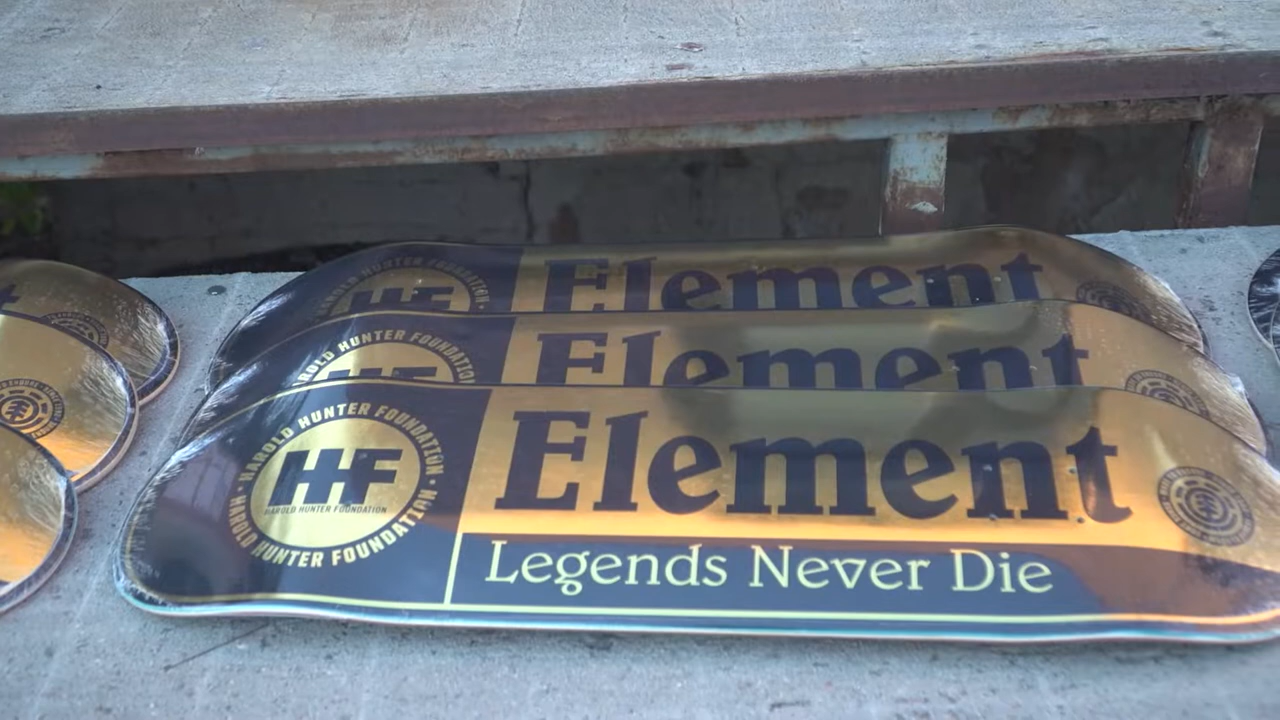 HAROLD HUNTER FOUNDATION
Element
HAROLD HUNTER FOUNDATION
HF
Element
HAROLD HUNTER FOUNDATION · HAROLD HUNTER FOUNDATION ·
HHF
HAROLD HUNTER FOUNDATION
Element
Legends Never Die